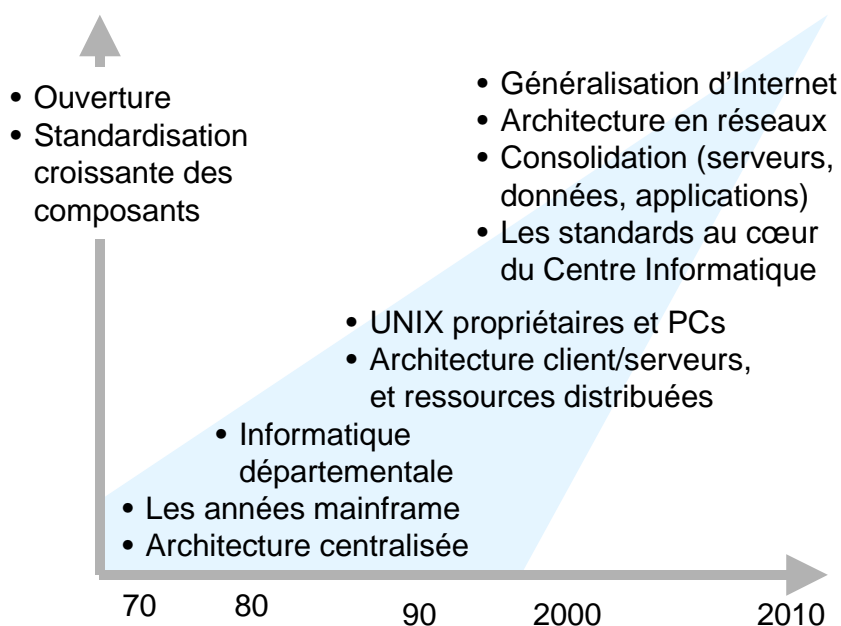 • Ouverture
• Standardisation
croissante des
composants
• Généralisation d’Internet
• Architecture en réseaux
• Consolidation (serveurs,
données, applications)
• Les standards au cœur
du Centre Informatique
• UNIX propriétaires et PCs
• Architecture client/serveurs,
et ressources distribuées
• Informatique
départementale
• Les années mainframe
• Architecture centralisée
70 80 90 2000 2010